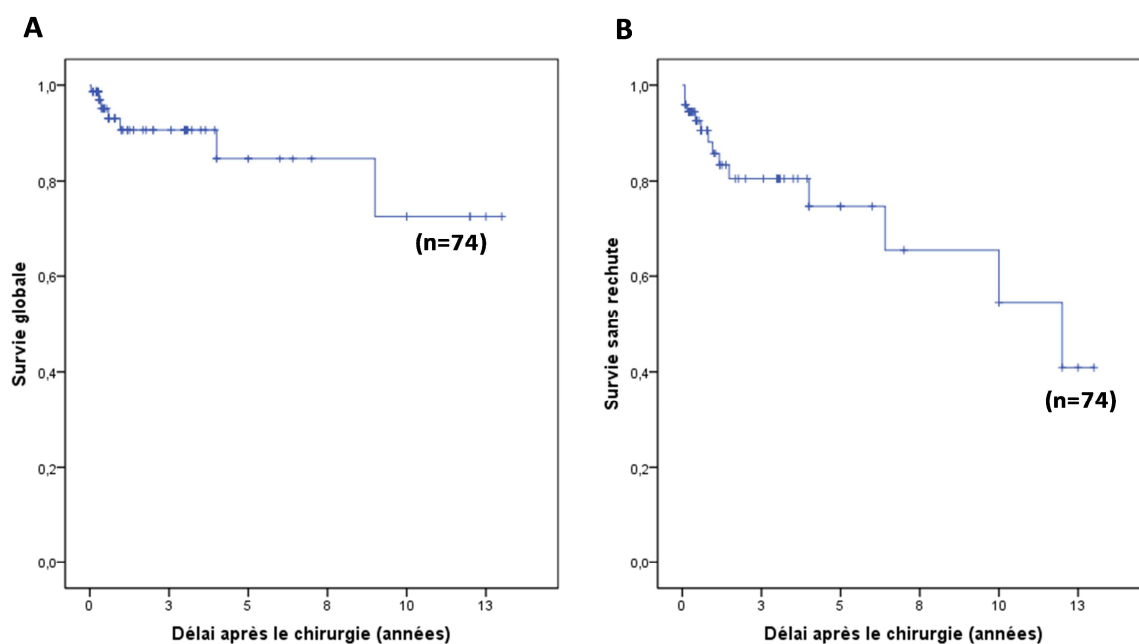 A
1,0
0,8
0,6
0,4
0,2
0,0
Survie globale
(n=74)
0 3 5 8 10 13
Délai après le chirurgie (années)
B
1,0
0,8
0,6
0,4
0,2
0,0
Survie sans rechute
(n=74)
0 3 5 8 10 13
Délai après le chirurgie (années)